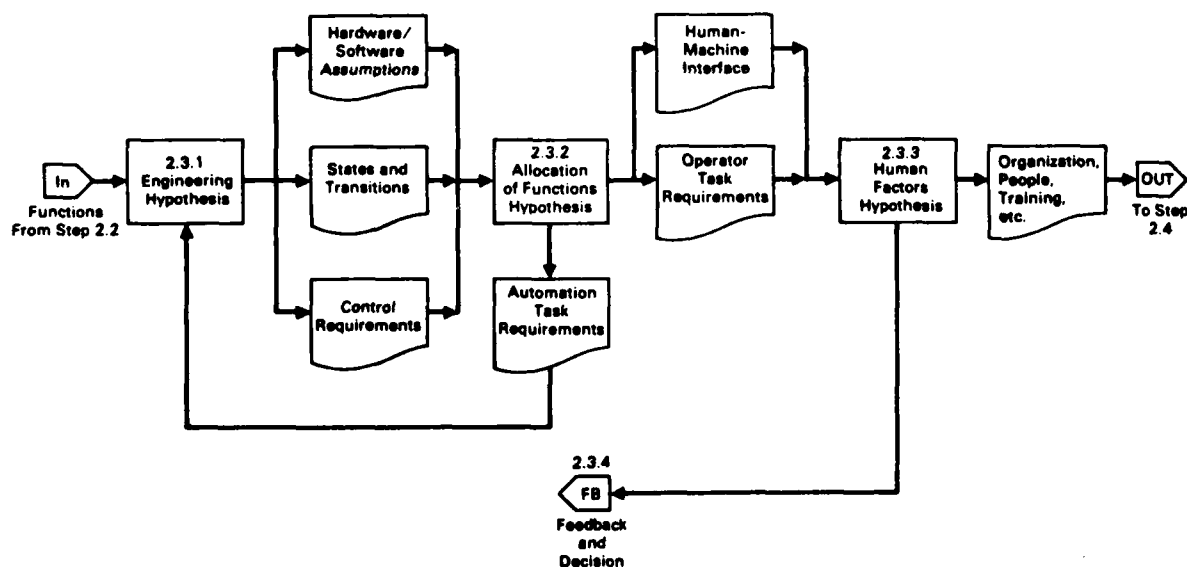 In
Functions
From Step 2.2
2.3.1
Engineering
Hypothesis
Hardware/
Software
Assumptions
States and
Transitions
Control
Requirements
2.3.2
Allocation
of Functions
Hypothesis
Automation
Task
Requirements
Human-
Machine
Interface
Operator
Task
Requirements
2.3.3
Human
Factors
Hypothesis
Organization,
People,
Training,
etc.
OUT
To Step
2.4
2.3.4
FB
Feedback
and
Decision